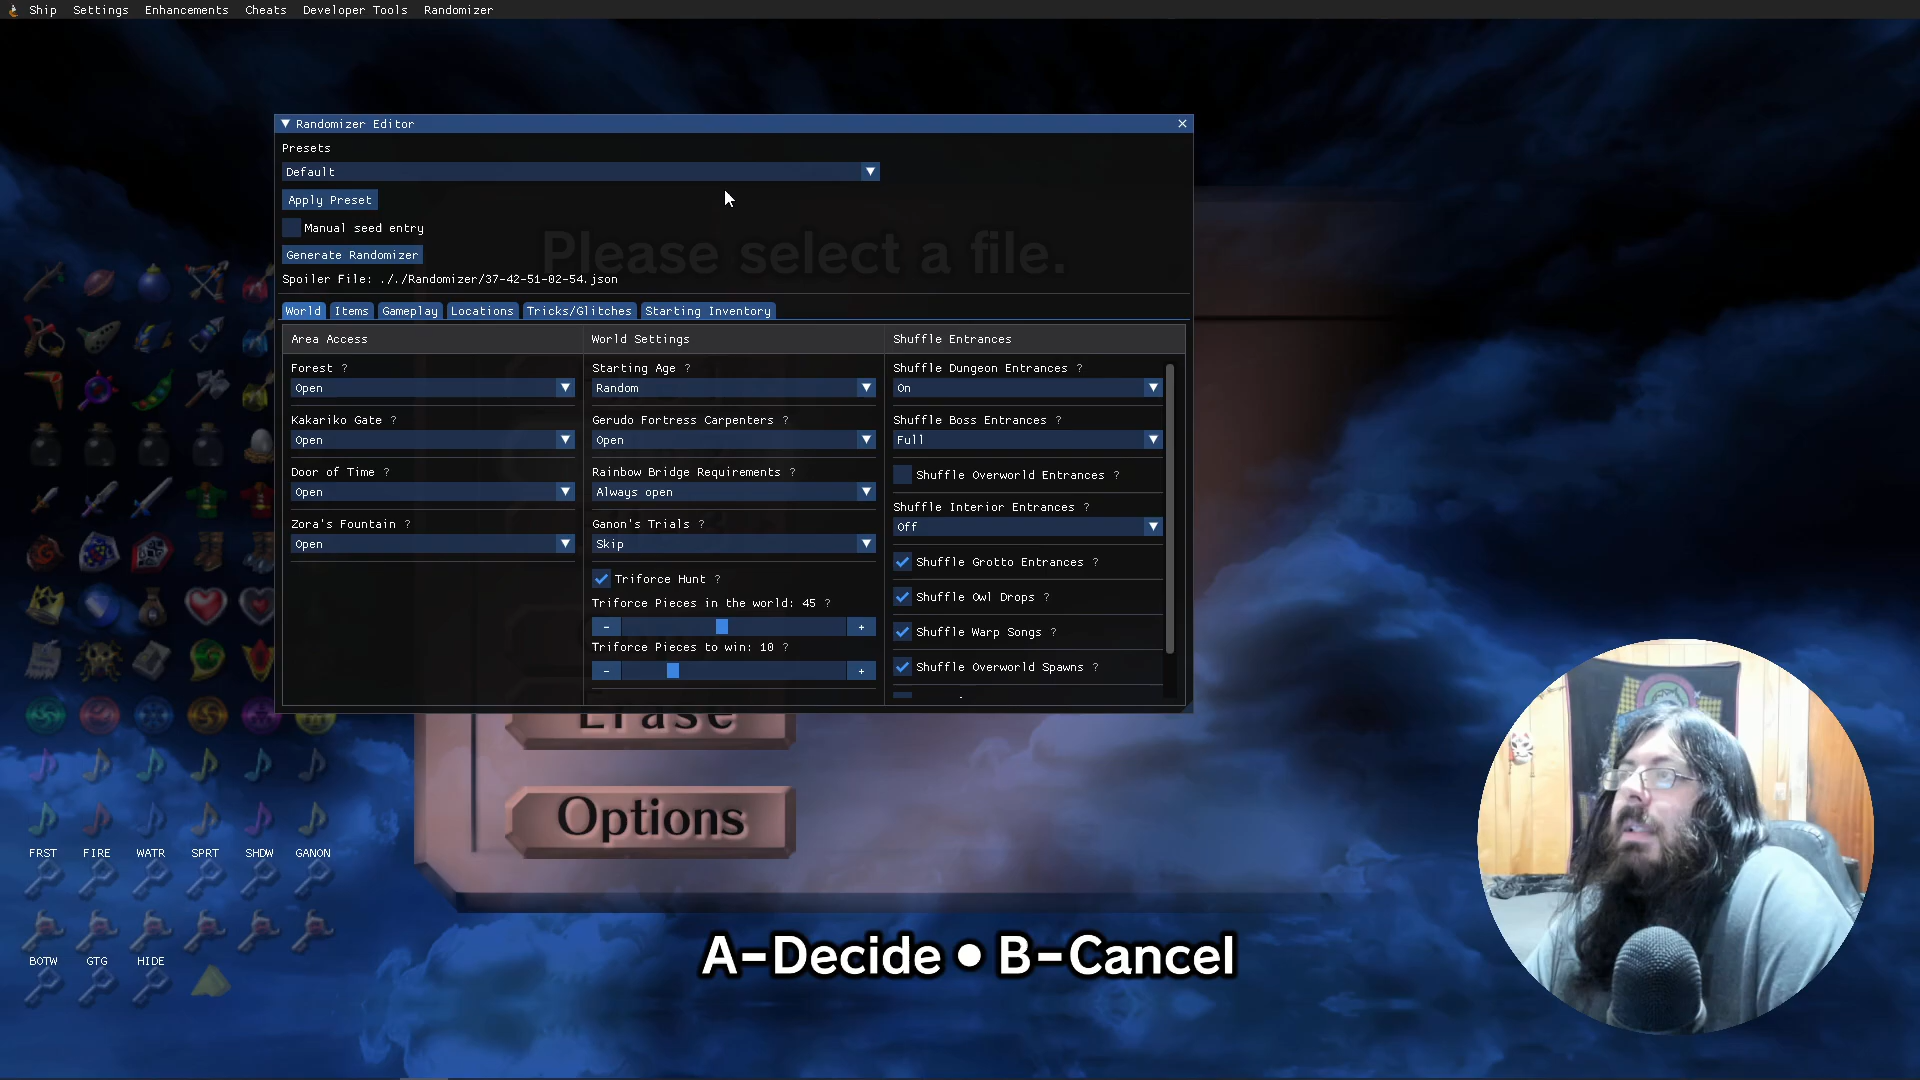 Ship Settings Enhancements Cheats Developer Tools Randomizer
Randomizer Editor
Presets
Default
Apply Preset
Manual seed entry
Generate Randomizer
Please select a file.
Spoiler File: ././Randomizer/37-42-51-02-54.json
World Items Gameplay Locations Tricks/Glitches Starting Inventory
Area Access
Forest ?
Open
Kakariko Gate ?
Open
Door of Time ?
Open
Zora's Fountain ?
Open
World Settings
Starting Age ?
Random
Gerudo Fortress Carpenters ?
Open
Rainbow Bridge Requirements ?
Always open
Ganon's Trials ?
Skip
Triforce Hunt ?
Triforce Pieces in the world: 45 ?
- +
Triforce Pieces to win: 10 ?
- +
Shuffle Entrances
Shuffle Dungeon Entrances ?
On
Shuffle Boss Entrances ?
Full
Shuffle Overworld Entrances ?
Shuffle Interior Entrances ?
Off
Shuffle Grotto Entrances ?
Shuffle Owl Drops ?
Shuffle Warp Songs ?
Shuffle Overworld Spawns ?
Erase
Options
FRST FIRE WATR SPRT SHDW GANON
BOTW GTG HIDE
A-Decide • B-Cancel